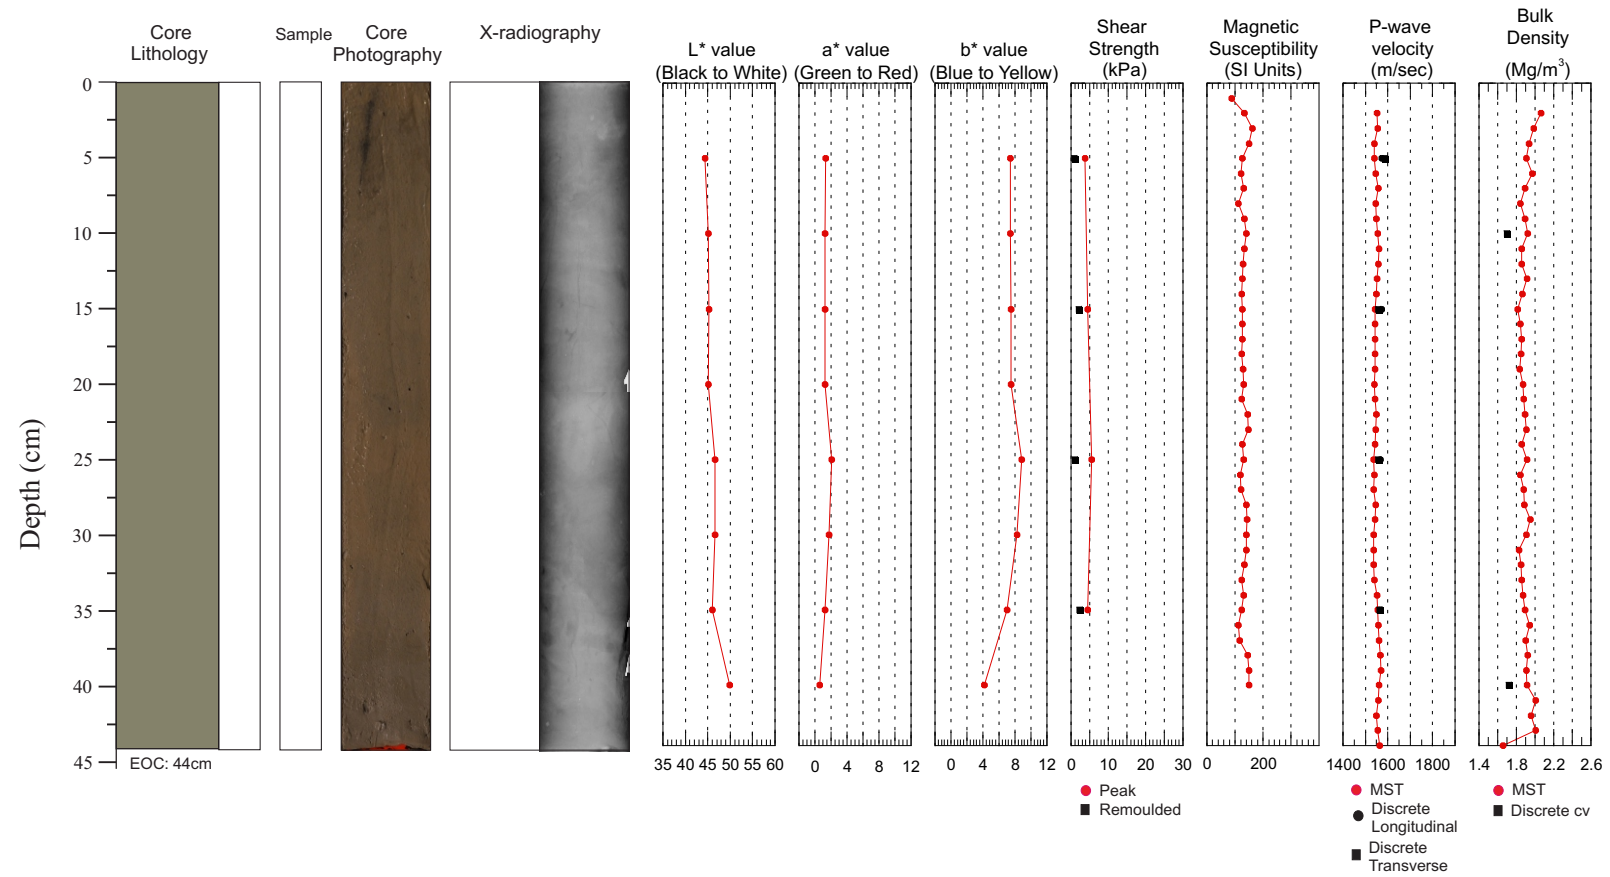 Core
Lithology
Sample
Core
Photography
X-radiography
L* value
(Black to White)
a* value
(Green to Red)
b* value
(Blue to Yellow)
Shear
Strength
(kPa)
Magnetic
Susceptibility
(SI Units)
P-wave
velocity
(m/sec)
Bulk
Density
(Mg/m³)
Depth (cm)
0
5
10
15
20
25
30
35
40
45
EOC: 44cm
35 40 45 50 55 60
0 4 8 12
0 4 8 12
0 10 20 30
0 200
1400 1600 1800
1.4 1.8 2.2 2.6
Peak
Remoulded
MST
Discrete
Longitudinal
Discrete
Transverse
MST
Discrete cv